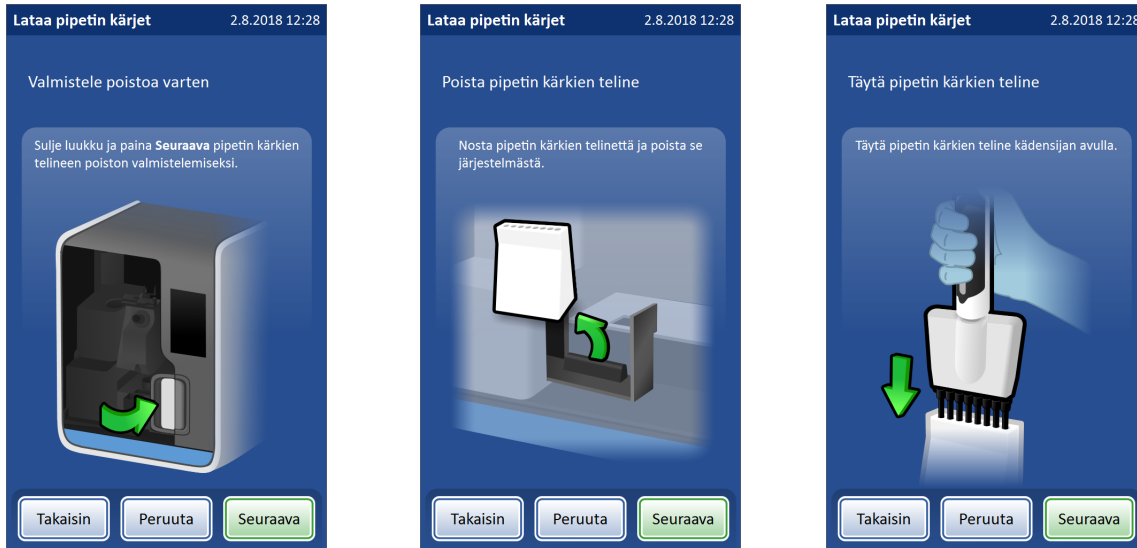 Lataa pipetin kärjet 2.8.2018 12:28
Valmistele poistoa varten
Sulje luukku ja paina Seuraava pipetin kärkien
telineen poiston valmistelemiseksi.
Takaisin Peruuta Seuraava
Lataa pipetin kärjet 2.8.2018 12:28
Poista pipetin kärkien teline
Nosta pipetin kärkien telinettä ja poista se
järjestelmästä.
Takaisin Peruuta Seuraava
Lataa pipetin kärjet 2.8.2018 12:28
Täytä pipetin kärkien teline
Täytä pipetin kärkien teline kädensijan avulla.
Takaisin Peruuta Seuraava